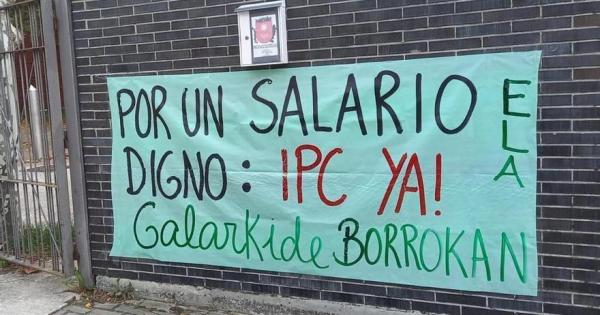 POR UN SALARIO
DIGNO: IPC YA!
Galarkide BORROKAN
ELA